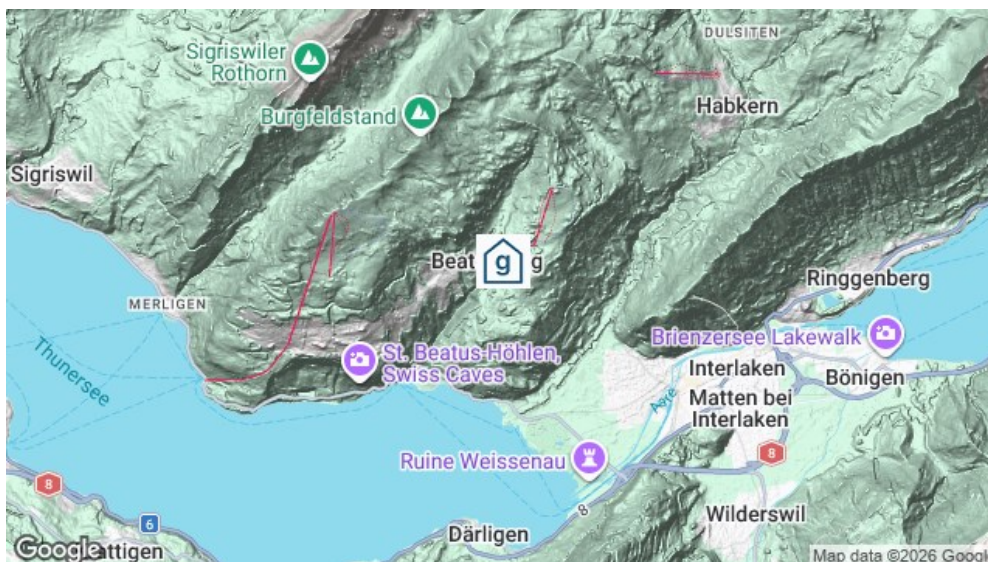 DULSITEN
Sigriswiler
Rothorn
Habkern
Burgfeldstand
Sigriswil
g
Ringgenberg
MERLIGEN
Brienzersee Lakewalk
St. Beatus-Höhlen,
Swiss Caves
Thunersee
Interlaken
Bönigen
Aare
Matten bei
Interlaken
Ruine Weissenau
8
8
6
8
Wilderswil
Därligen
Google
Map data ©2026 Google